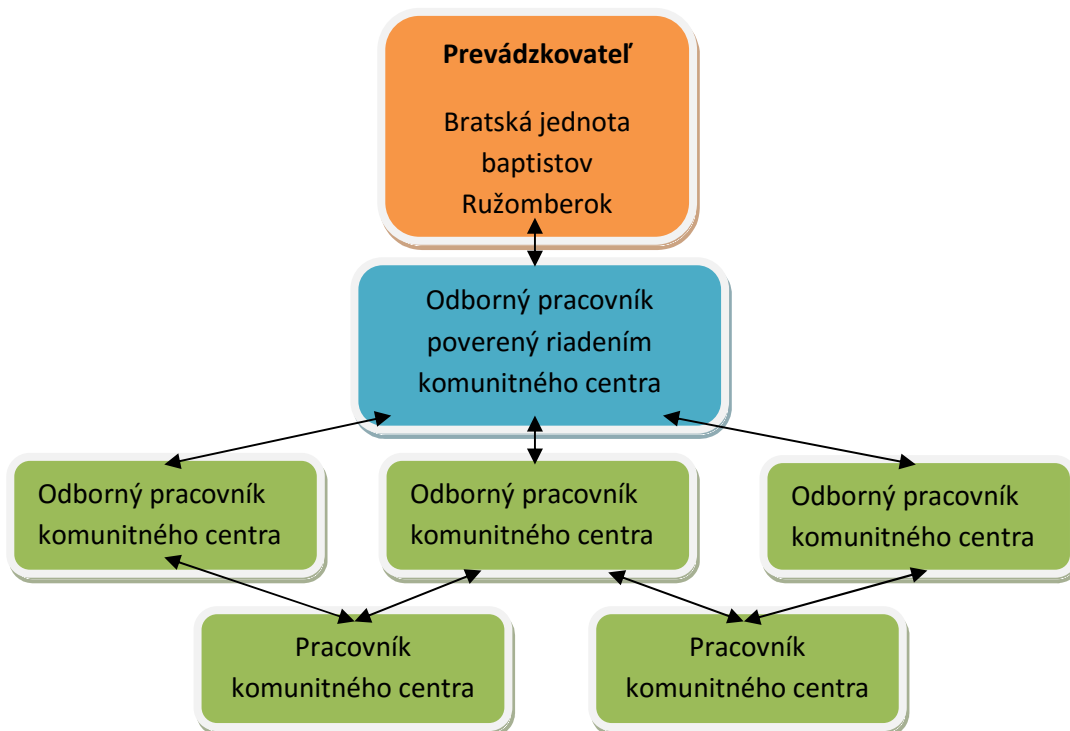 Prevádzkovateľ
Bratská jednota
baptistov
Ružomberok
Odborný pracovník
poverený riadením
komunitného centra
Odborný pracovník
komunitného centra
Odborný pracovník
komunitného centra
Odborný pracovník
komunitného centra
Pracovník
komunitného centra
Pracovník
komunitného centra